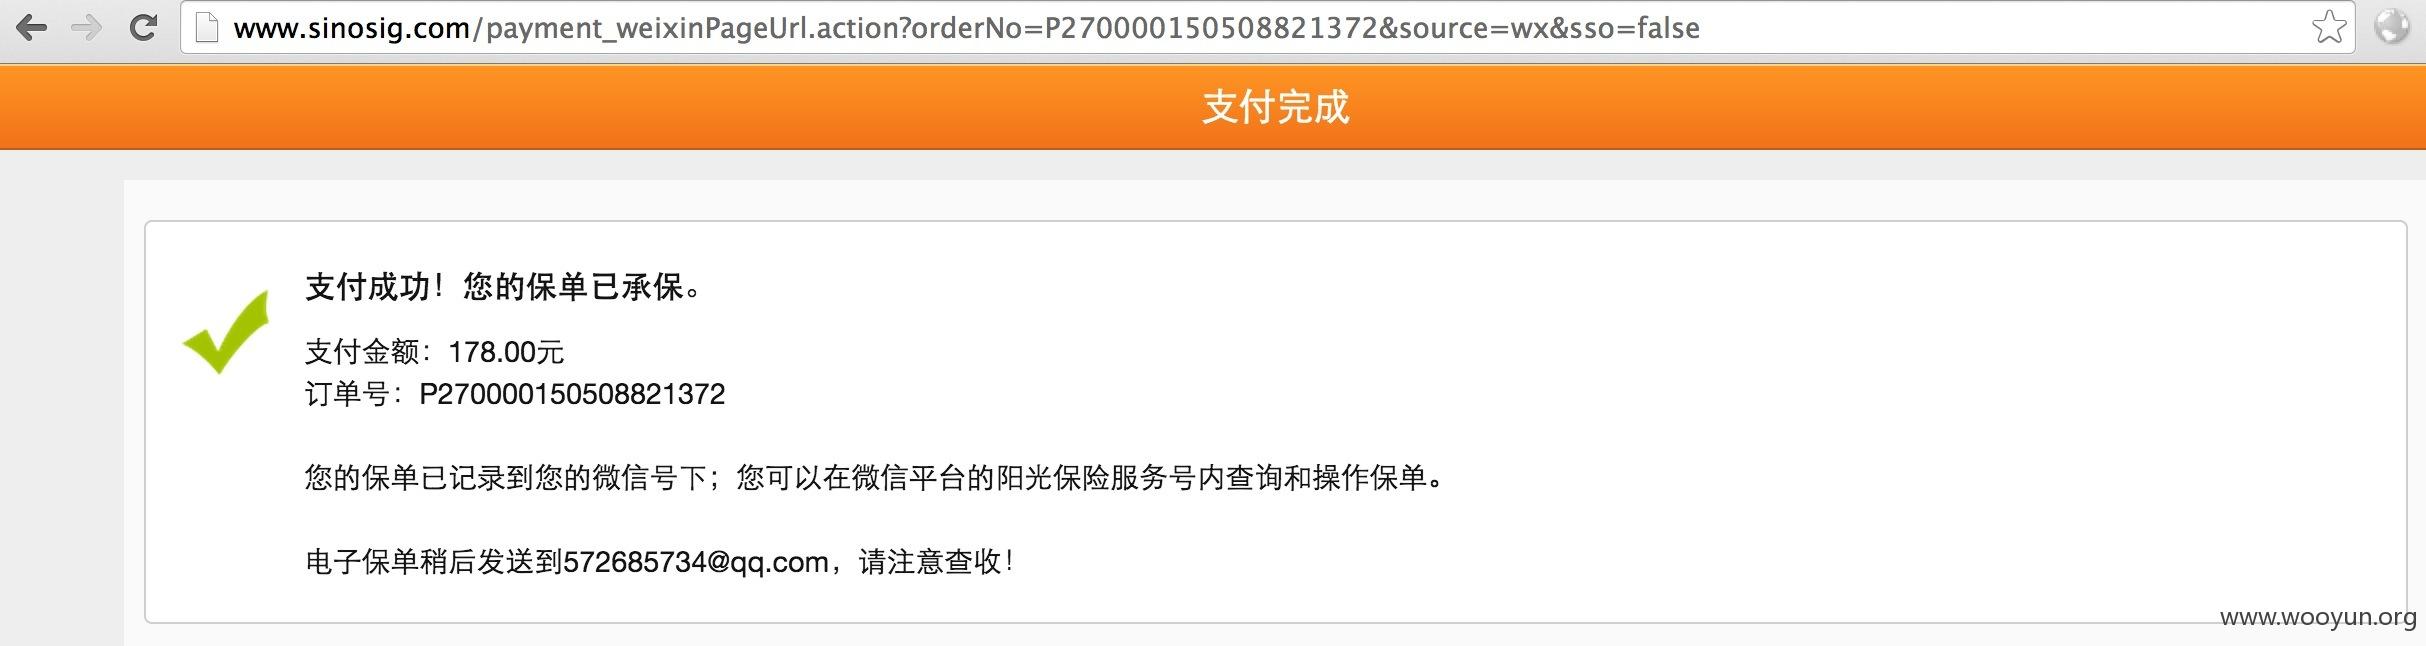 www.sinosig.com/payment_weixinPageUrl.action?orderNo=P270000150508821372&source=wx&sso=false
支付完成
支付成功！您的保单已承保。
支付金额：178.00元
订单号：P270000150508821372
您的保单已记录到您的微信号下；您可以在微信平台的阳光保险服务号内查询和操作保单。
电子保单稍后发送到572685734@qq.com，请注意查收！
www.wooyun.org